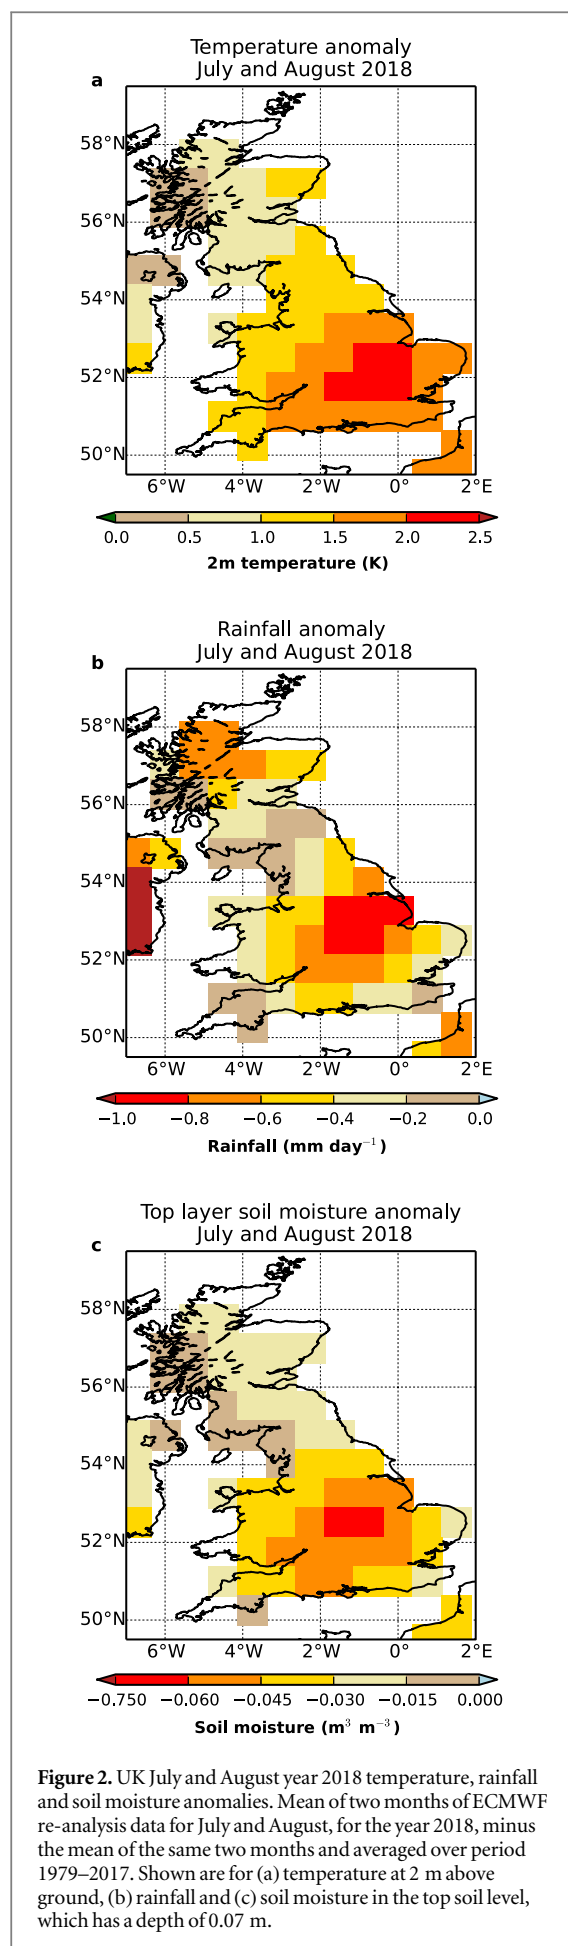 Temperature anomaly
July and August 2018
a
58°N
56°N
54°N
52°N
50°N
6°W 4°W 2°W 0° 2°E
0.0 0.5 1.0 1.5 2.0 2.5
2m temperature (K)
Rainfall anomaly
July and August 2018
b
58°N
56°N
54°N
52°N
50°N
6°W 4°W 2°W 0° 2°E
−1.0 −0.8 −0.6 −0.4 −0.2 0.0
Rainfall (mm day⁻¹)
Top layer soil moisture anomaly
July and August 2018
c
58°N
56°N
54°N
52°N
50°N
6°W 4°W 2°W 0° 2°E
−0.750 −0.060 −0.045 −0.030 −0.015 0.000
Soil moisture (m³ m⁻³)
Figure 2. UK July and August year 2018 temperature, rainfall
and soil moisture anomalies. Mean of two months of ECMWF
re-analysis data for July and August, for the year 2018, minus
the mean of the same two months and averaged over period
1979–2017. Shown are for (a) temperature at 2 m above
ground, (b) rainfall and (c) soil moisture in the top soil level,
which has a depth of 0.07 m.